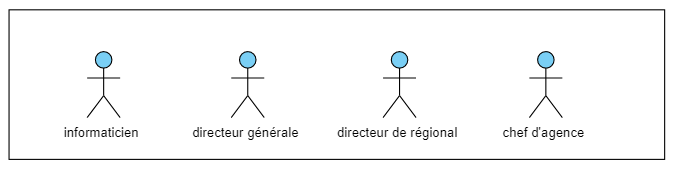 informaticien
directeur générale
directeur de régional
chef d'agence